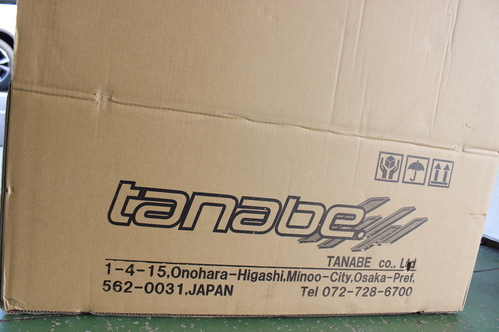 tanabe.
TANABE co., Ltd
1-4-15,Onohara-Higashi,Minoo-City,Osaka-Pref,
562-0031,JAPAN Tel 072-728-6700